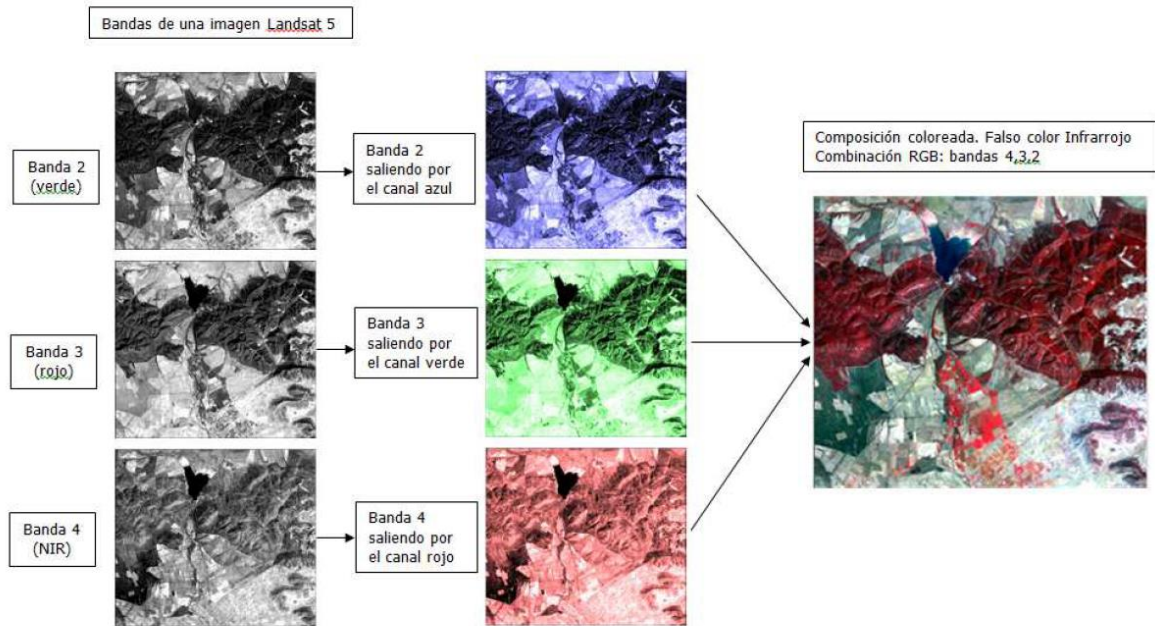 Bandas de una imagen Landsat 5
Banda 2
(verde)
Banda 2
saliendo por
el canal azul
Composición coreada. Falso color Infrarrojo
Combinación RGB: bandas 4,3,2
Banda 3
(rojo)
Banda 3
saliendo por
el canal verde
Banda 4
(NIR)
Banda 4
saliendo por
el canal rojo